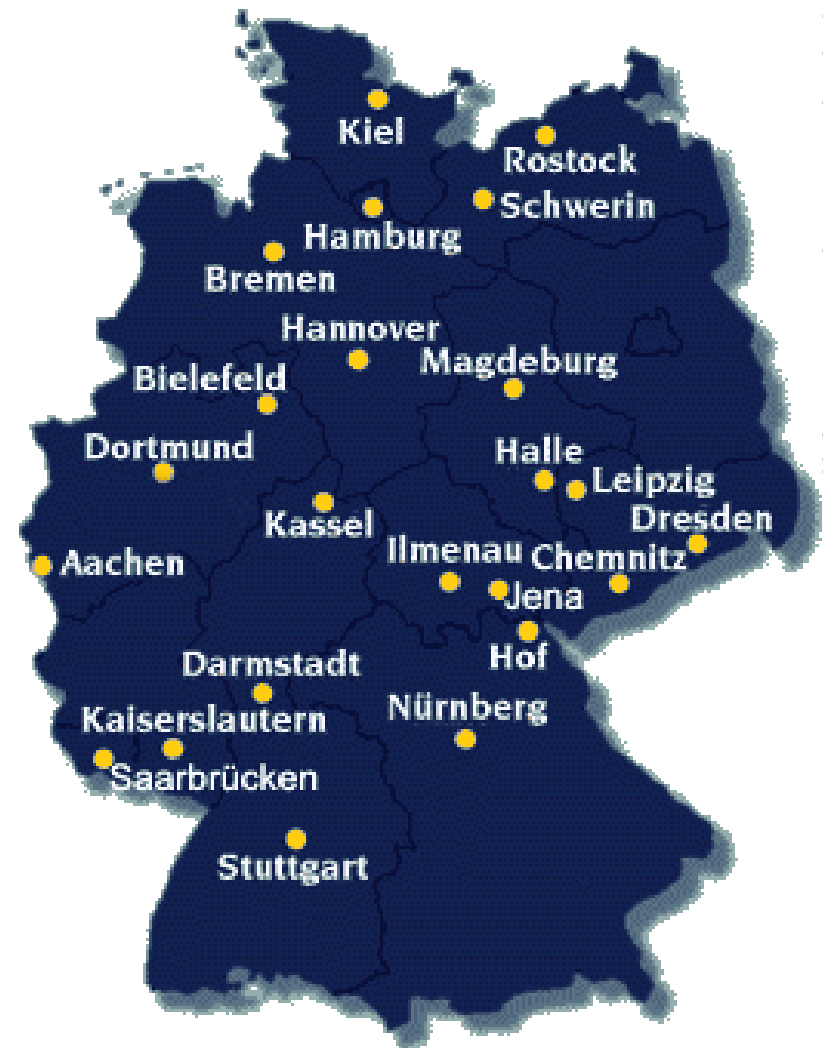 Kiel
Rostock
Schwerin
Hamburg
Bremen
Hannover
Magdeburg
Bielefeld
Dortmund
Halle
Leipzig
Dresden
Kassel
Ilmenau
Chemnitz
Aachen
Jena
Hof
Darmstadt
Nürnberg
Kaiserslautern
Saarbrücken
Stuttgart